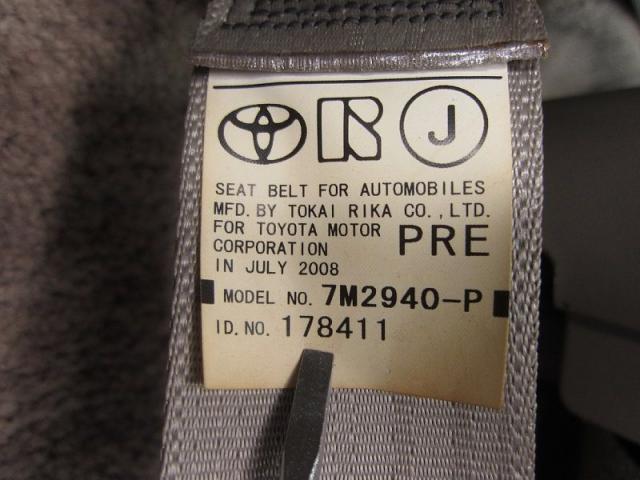 J
SEAT BELT FOR AUTOMOBILES
MFD. BY TOKAI RIKA CO., LTD.
FOR TOYOTA MOTOR
CORPORATION PRE
IN JULY 2008
MODEL NO. 7M2940-P
ID. NO. 178411